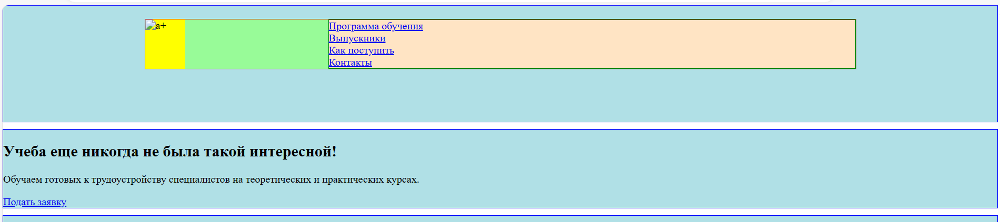 a+
Программа обучения
Выпускники
Как поступить
Контакты
Учеба еще никогда не была такой интересной!
Обучаем готовых к трудоустройству специалистов на теоретических и практических курсах.
Подать заявку